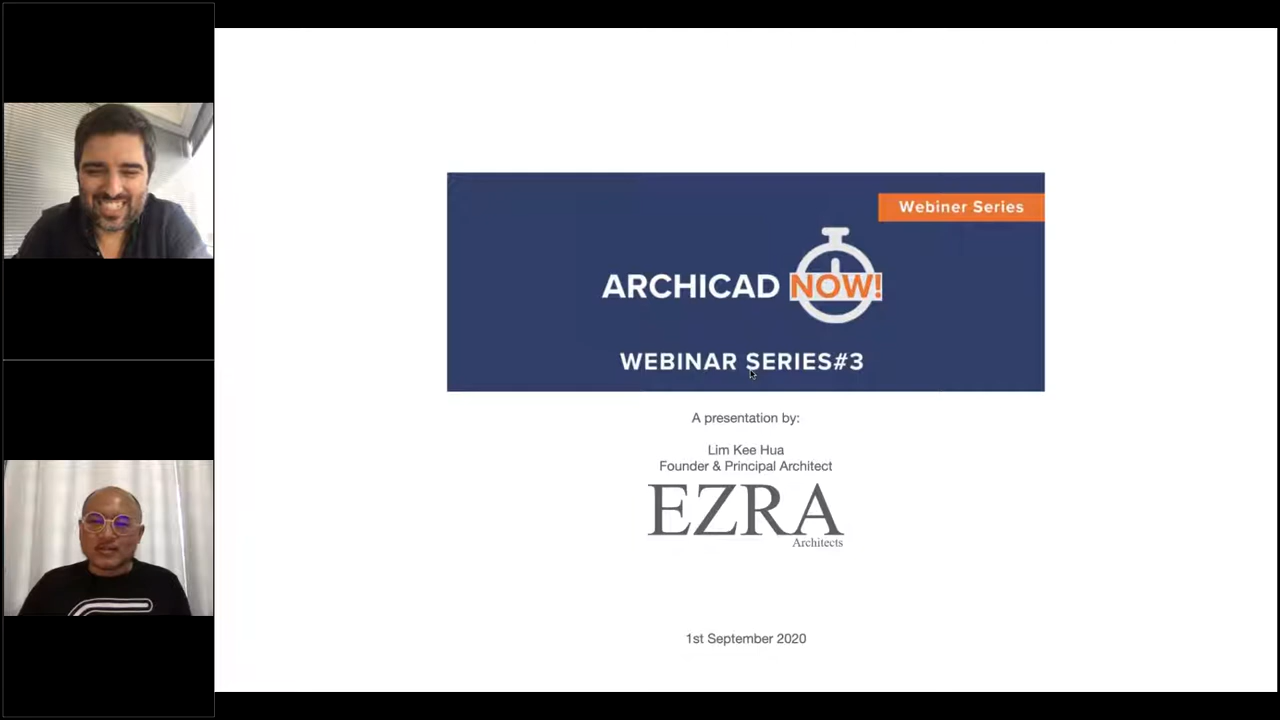 Webiner Series
ARCHICAD NOW!
WEBINAR SERIES#3
A presentation by:
Lim Kee Hua
Founder & Principal Architect
EZRA
Architects
1st September 2020